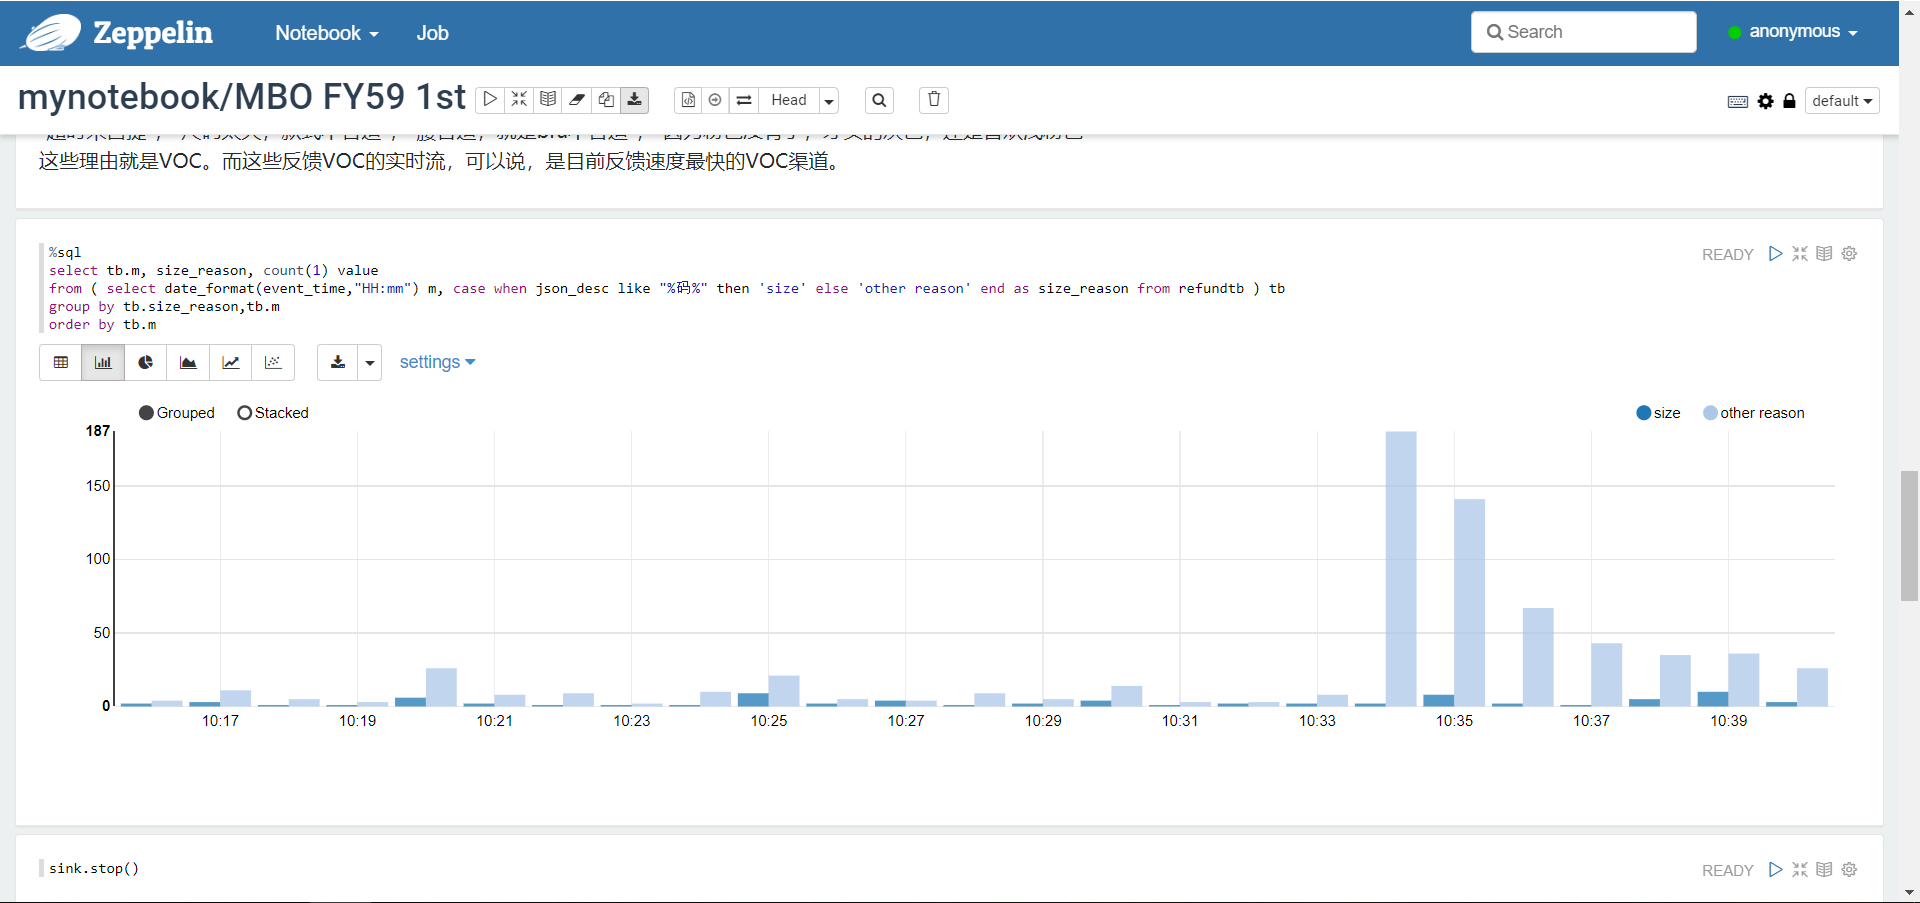 Zeppelin
Notebook
Job
Search
anonymous
mynotebook/MBO FY59 1st
Head
default
这些理由就是VOC。而这些反馈VOC的实时流，可以说，是目前反馈速度最快的VOC渠道。
READY
%sql
select tb.m, size_reason, count(1) value
from ( select date_format(event_time,"HH:mm") m, case when json_desc like "%码%" then 'size' else 'other reason' end as size_reason from refundtb ) tb
group by tb.size_reason,tb.m
order by tb.m
settings
Grouped Stacked
size other reason
187
150
100
50
0
10:17 10:19 10:21 10:23 10:25 10:27 10:29 10:31 10:33 10:35 10:37 10:39
sink.stop()
READY